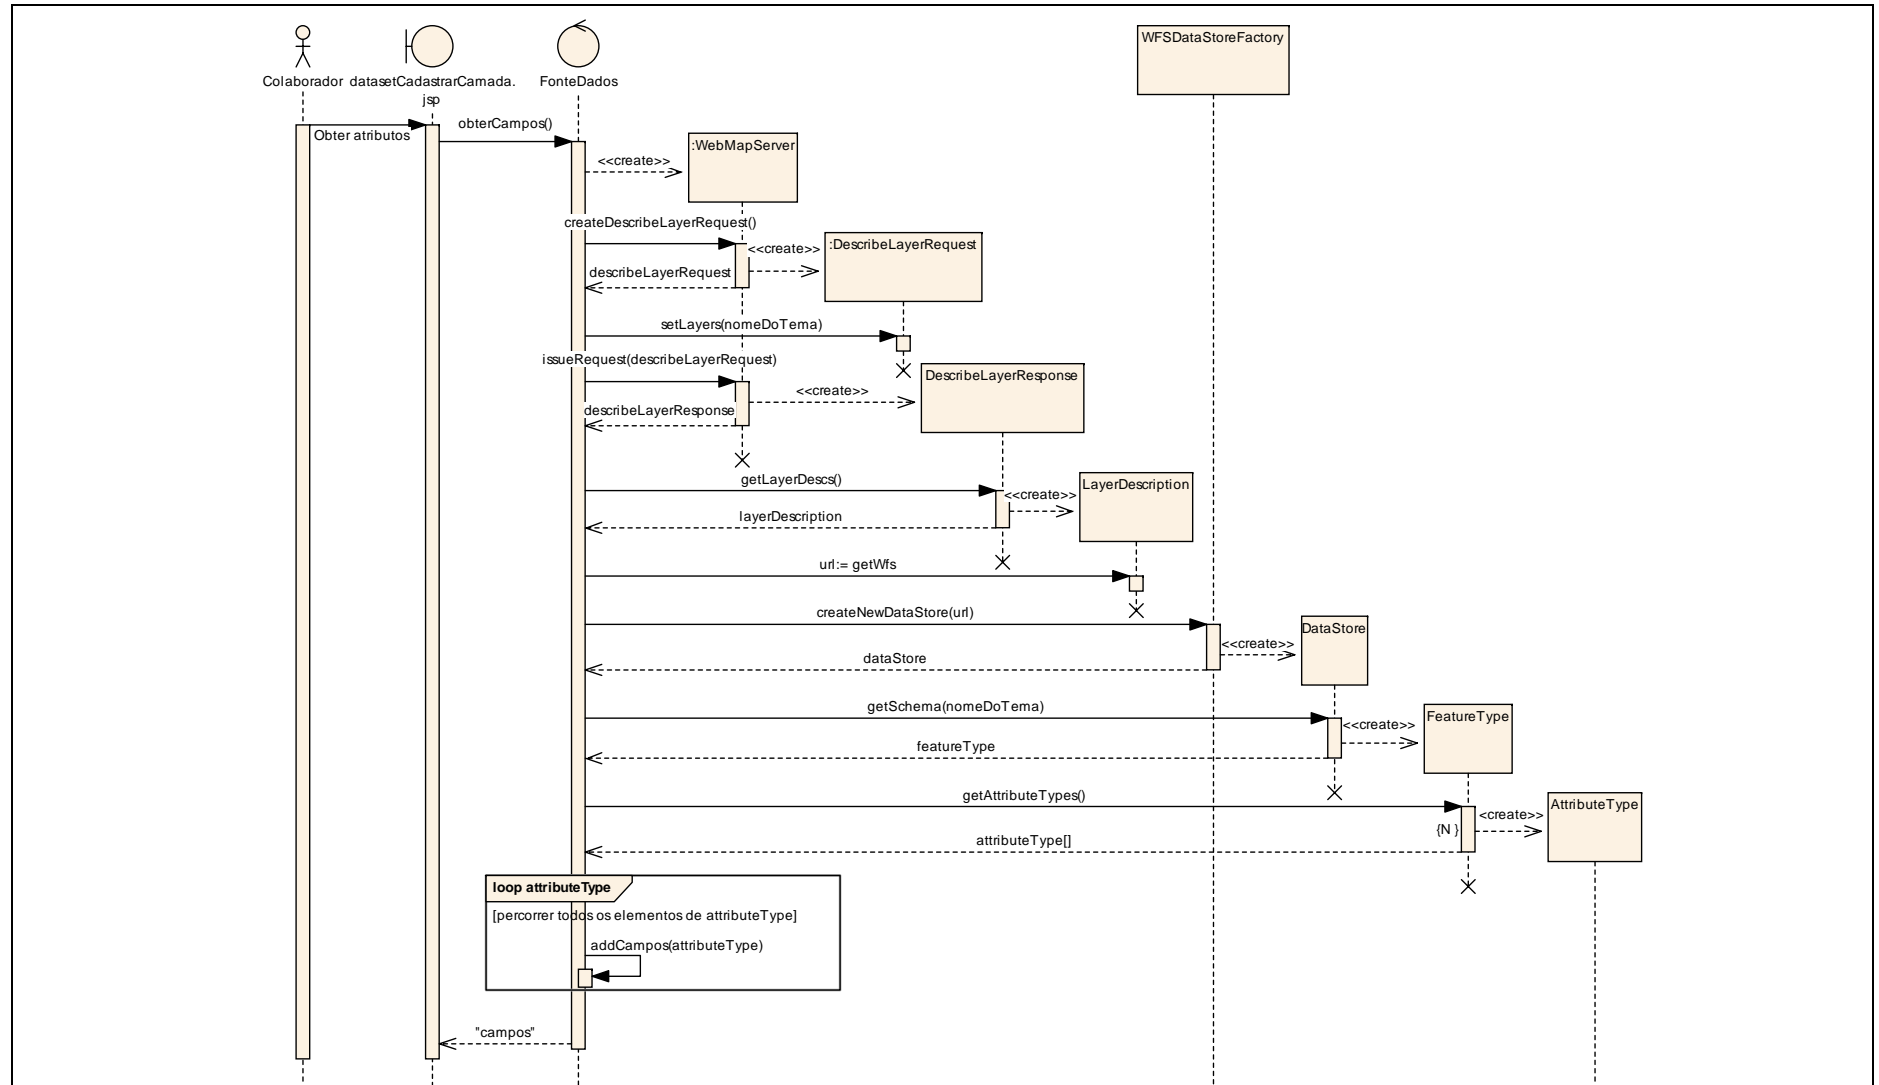 WFSDataStoreFactory
Colaborador
datasetCadastrarCamada.
jsp
FonteDados
Obter atributos
obterCampos()
:WebMapServer
<<create>>
createDescribeLayerRequest()
:DescribeLayerRequest
<<create>>
describeLayerRequest
setLayers(nomeDoTema)
issueRequest(describeLayerRequest)
DescribeLayerResponse
<<create>>
describeLayerResponse
getLayerDescs()
LayerDescription
<<create>>
layerDescription
url:= getWfs
createNewDataStore(url)
DataStore
<<create>>
dataStore
getSchema(nomeDoTema)
FeatureType
<<create>>
featureType
getAttributeTypes()
AttributeType
<create>>
{N }
attributeType[]
loop attributeType
[percorrer todos os elementos de attributeType]
addCampos(attributeType)
"campos"